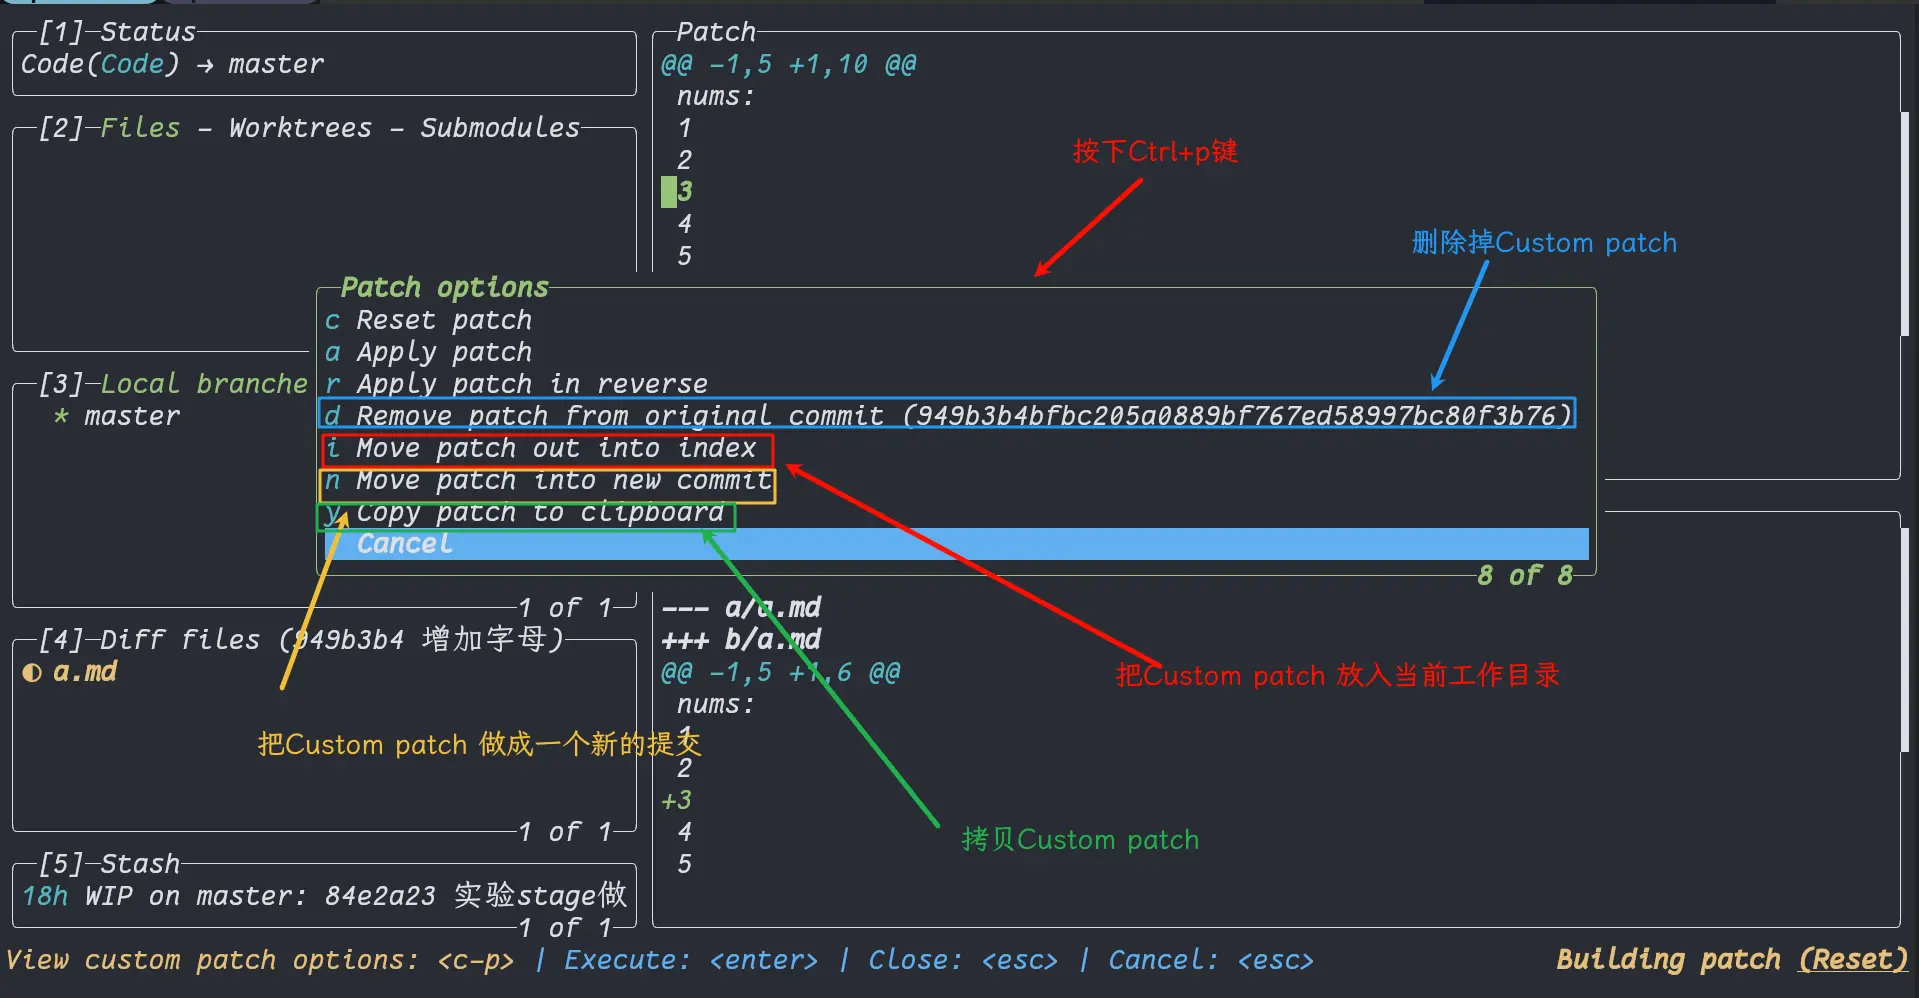 [1] Status
Code(Code) → master
[2] Files - Worktrees - Submodules
[3] Local branche
* master
1 of 1
[4] Diff files (949b3b4 增加字母)
a.md
1 of 1
[5] Stash
18h WIP on master: 84e2a23 实验stage做
1 of 1
Patch
@@ -1,5 +1,10 @@
nums:
1
2
3
4
5
按下Ctrl+p键
删除掉Custom patch
Patch options
c Reset patch
a Apply patch
r Apply patch in reverse
d Remove patch from original commit (949b3b4bfbc205a0889bf767ed58997bc80f3b76)
i Move patch out into index
n Move patch into new commit
y Copy patch to clipboard
Cancel
8 of 8
--- a/a.md
+++ b/a.md
@@ -1,5 +1,6 @@
nums:
1
2
+3
4
5
把Custom patch 放入当前工作目录
把Custom patch 做成一个新的提交
拷贝Custom patch
View custom patch options: <c-p> | Execute: <enter> | Close: <esc> | Cancel: <esc>
Building patch (Reset)